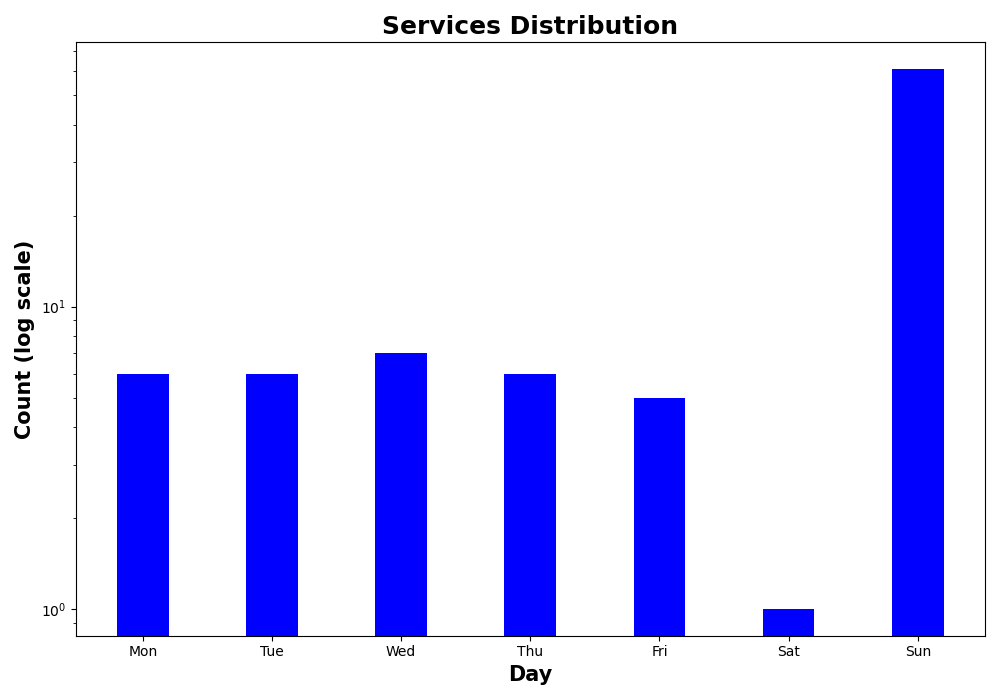 Services Distribution
Count (log scale)
10¹
10⁰
Mon Tue Wed Thu Fri Sat Sun
Day